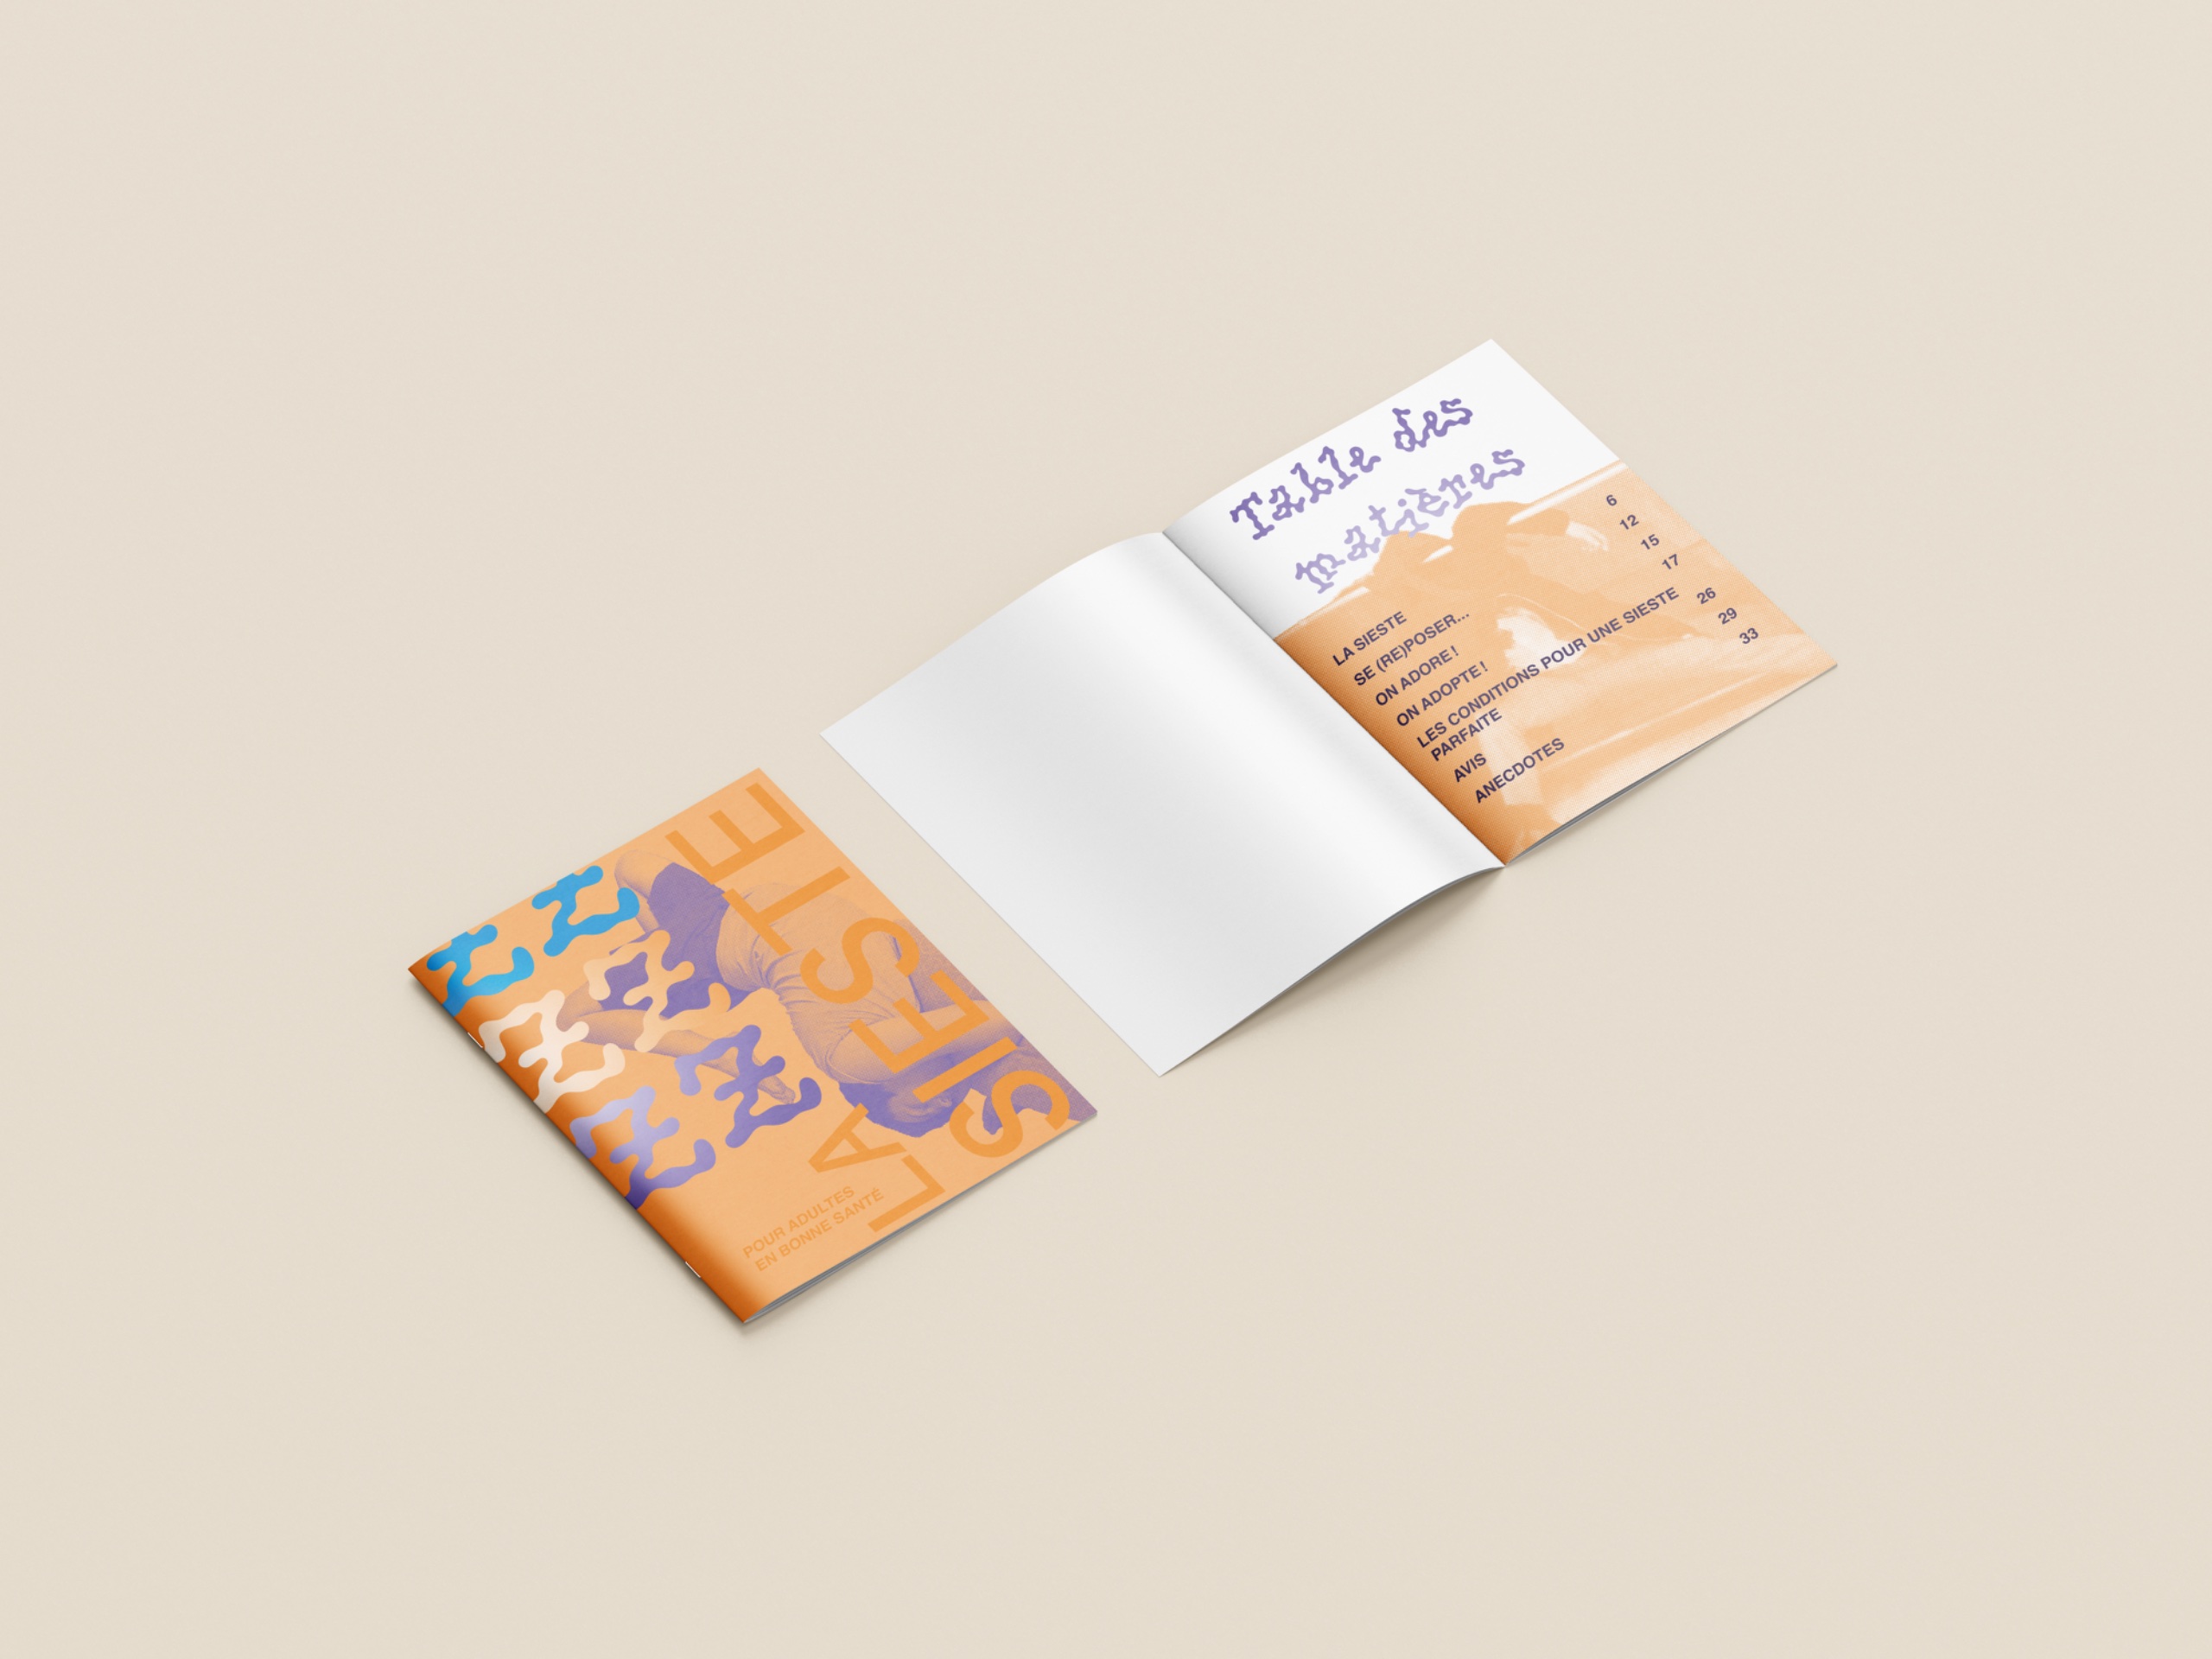 LA SIESTE
POUR ADULTES
EN BONNE SANTÉ
Table des
matières
LA SIESTE 6
SE (RE)POSER... 12
ON ADORE ! 15
ON ADOPTE ! 17
LES CONDITIONS POUR UNE SIESTE 26
PARFAITE
AVIS 29
ANECDOTES 33